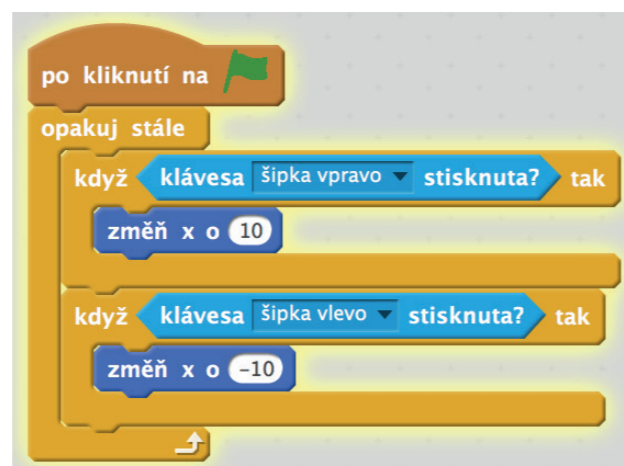 po kliknutí na
opakuj stále
když klávesa šipka vpravo stisknuta? tak
změň x o 10
když klávesa šipka vlevo stisknuta? tak
změň x o -10